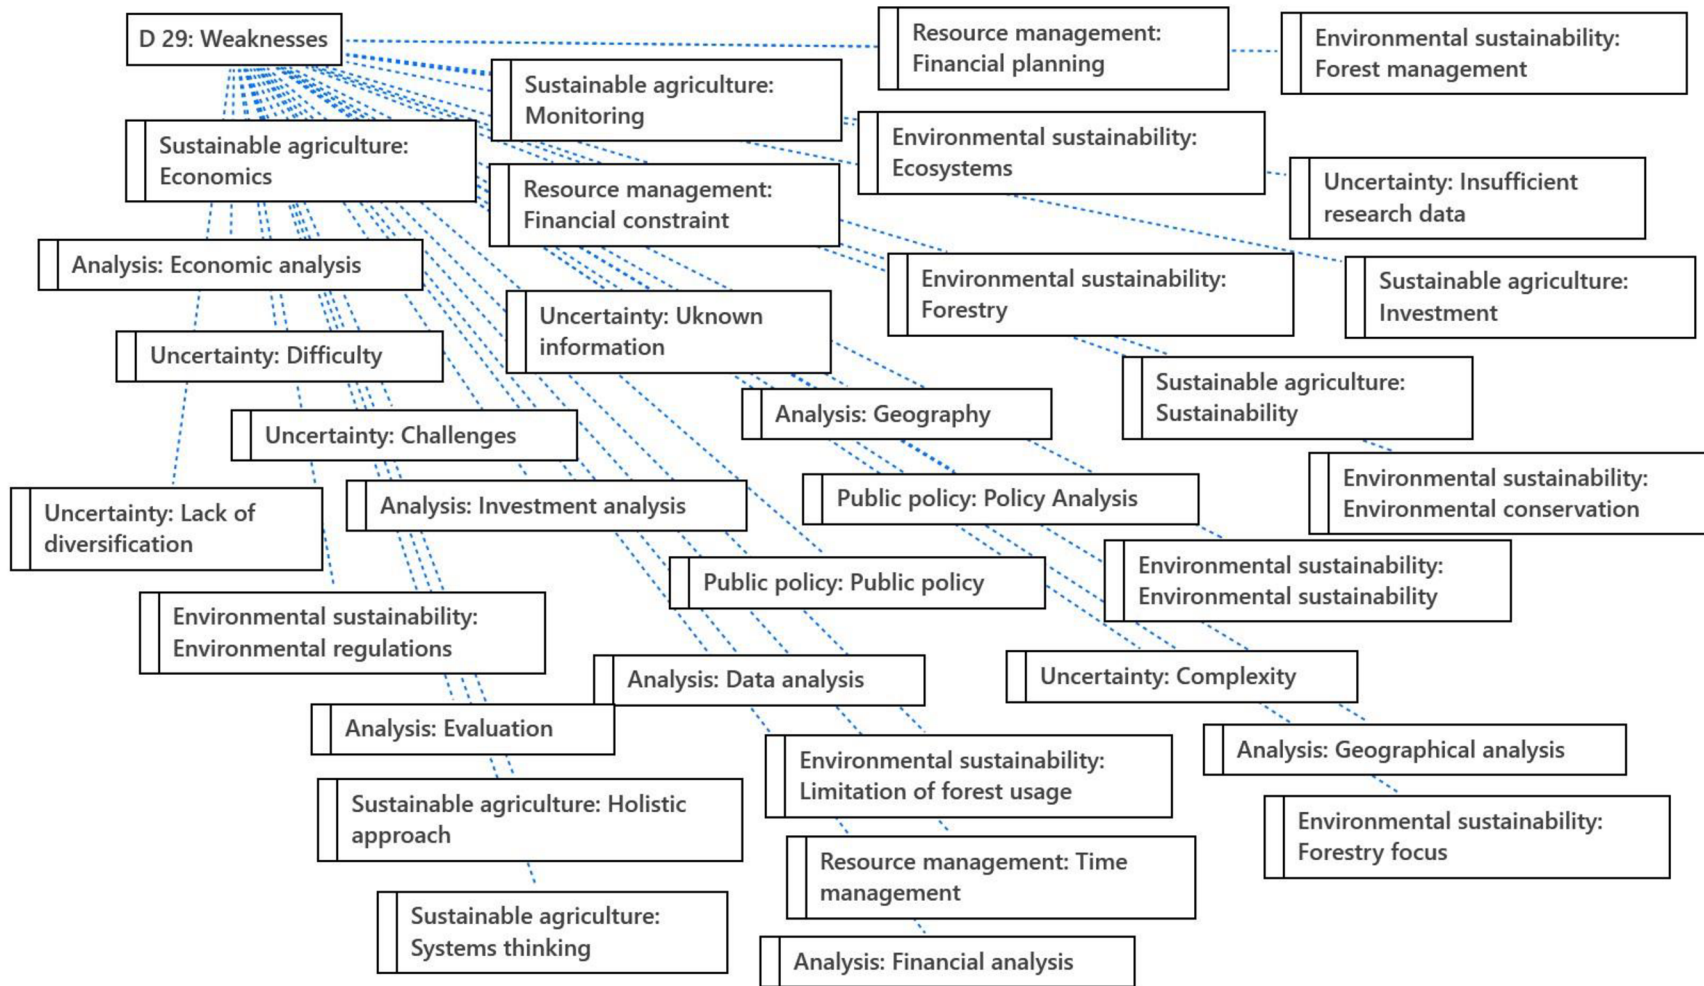 D 29: Weaknesses
Resource management:
Financial planning
Environmental sustainability:
Forest management
Sustainable agriculture:
Monitoring
Environmental sustainability:
Ecosystems
Sustainable agriculture:
Economics
Resource management:
Financial constraint
Uncertainty: Insufficient
research data
Analysis: Economic analysis
Environmental sustainability:
Forestry
Sustainable agriculture:
Investment
Uncertainty: Uknown
information
Uncertainty: Difficulty
Sustainable agriculture:
Sustainability
Analysis: Geography
Uncertainty: Challenges
Environmental sustainability:
Environmental conservation
Public policy: Policy Analysis
Analysis: Investment analysis
Uncertainty: Lack of
diversification
Environmental sustainability:
Environmental sustainability
Public policy: Public policy
Environmental sustainability:
Environmental regulations
Analysis: Data analysis
Uncertainty: Complexity
Analysis: Evaluation
Analysis: Geographical analysis
Environmental sustainability:
Limitation of forest usage
Sustainable agriculture: Holistic
approach
Environmental sustainability:
Forestry focus
Resource management: Time
management
Sustainable agriculture:
Systems thinking
Analysis: Financial analysis